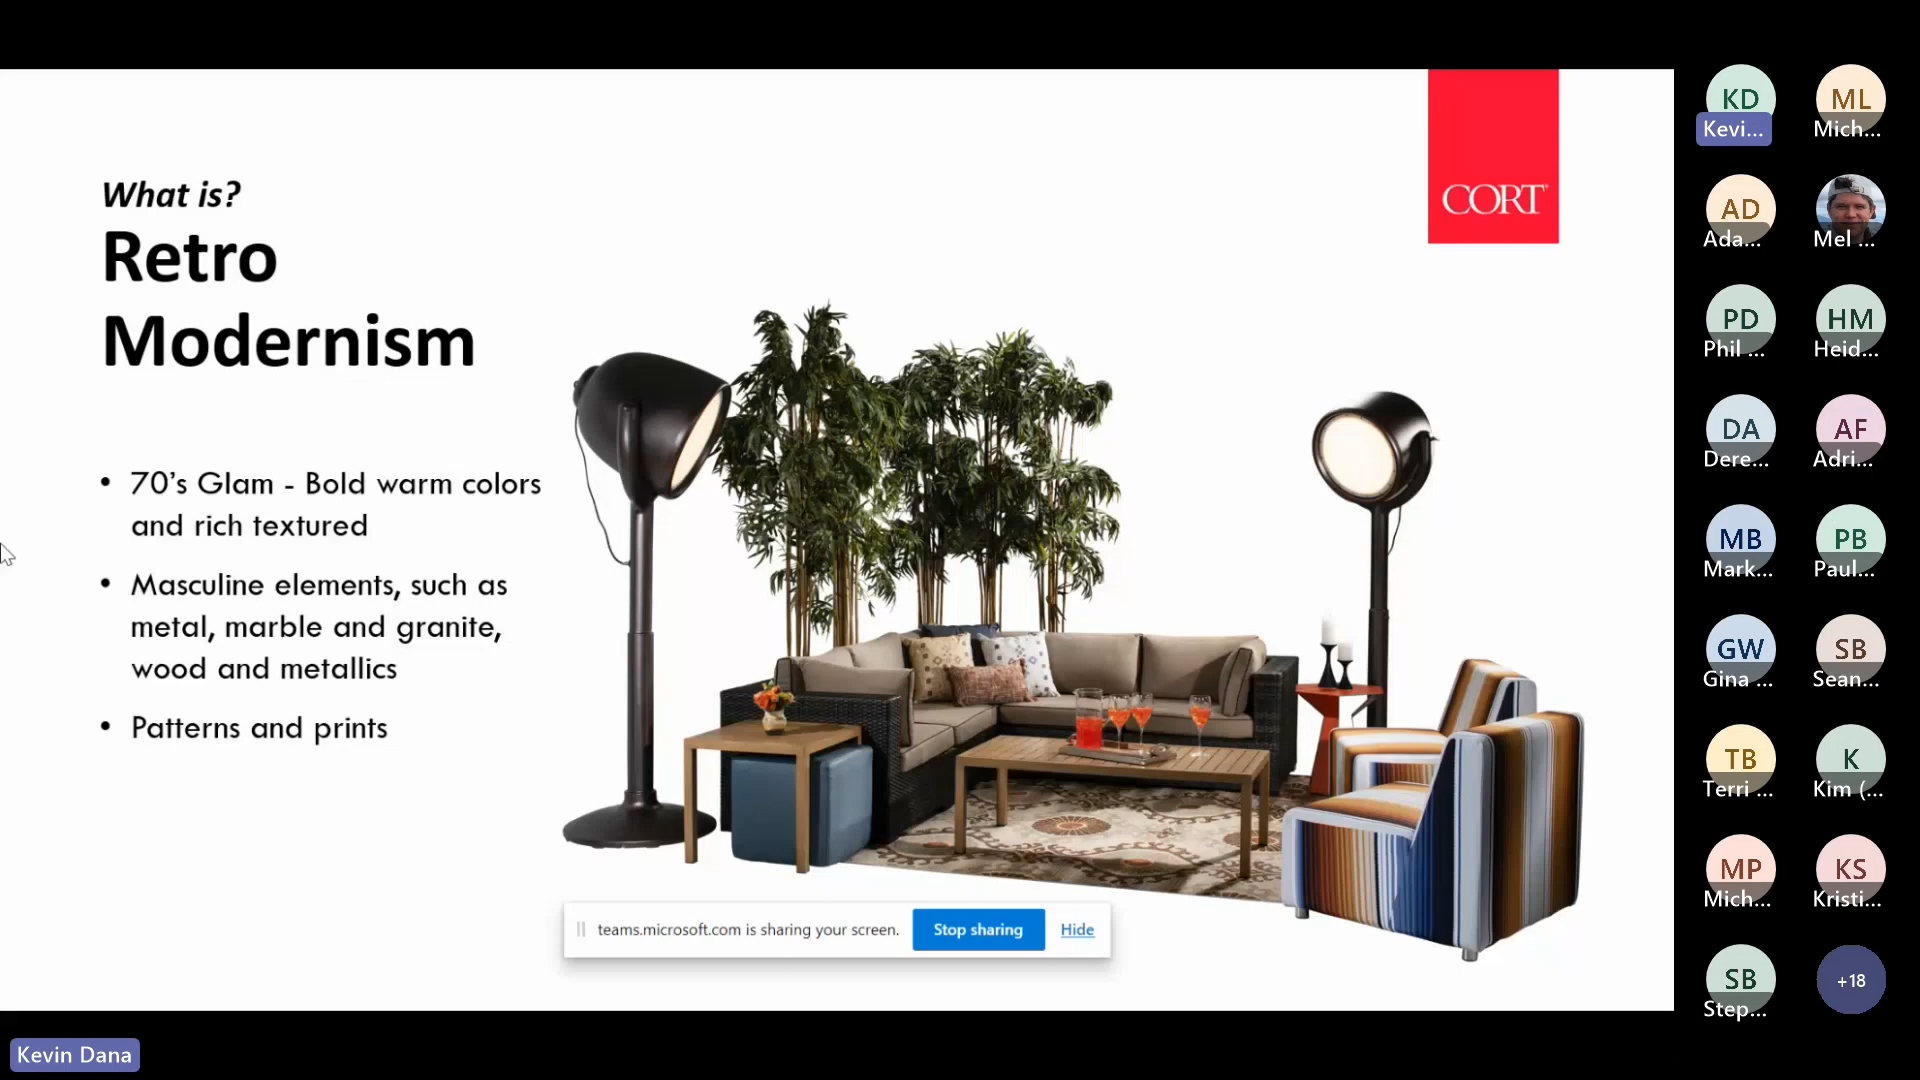 CORT
What is?
Retro
Modernism
• 70's Glam - Bold warm colors
and rich textured
• Masculine elements, such as
metal, marble and granite,
wood and metallics
• Patterns and prints
teams.microsoft.com is sharing your screen. Stop sharing Hide
Kevin Dana
KD ML
Kevi... Mich...
AD
Ada... Mel ...
PD HM
Phil ... Heid...
DA AF
Dere... Adri...
MB PB
Mark... Paul...
GW SB
Gina ... Sean...
TB K
Terri ... Kim (...
MP KS
Mich... Kristi...
SB +18
Step...